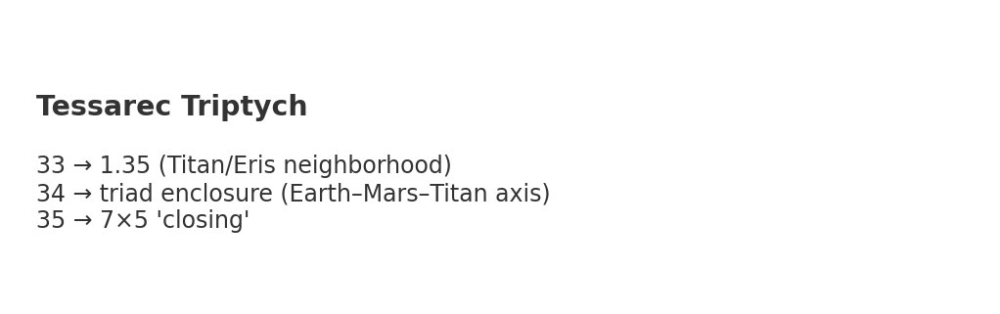 Tessarec Triptych
33 → 1.35 (Titan/Eris neighborhood)
34 → triad enclosure (Earth–Mars–Titan axis)
35 → 7×5 'closing'